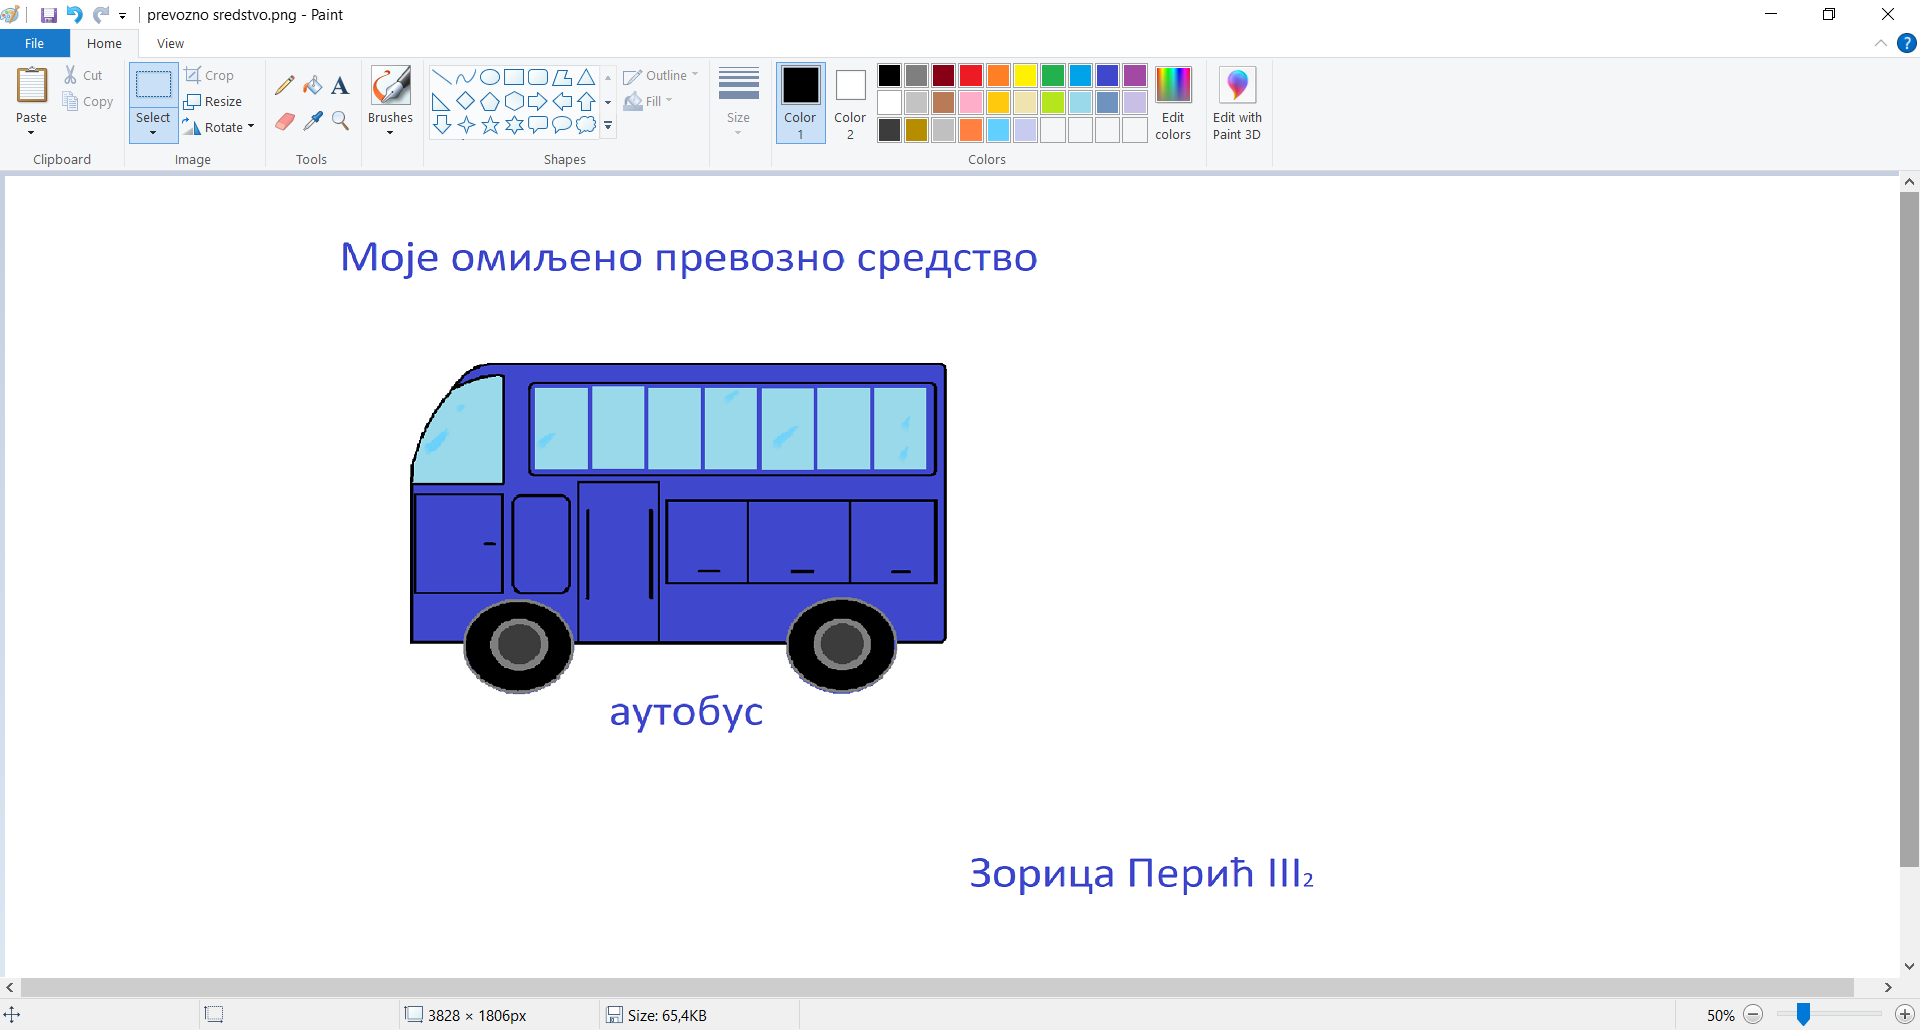 prevozno sredstvo.png - Paint
File Home View
Paste
Cut
Copy
Clipboard
Select
Crop
Resize
Rotate
Image
Tools
Brushes
Shapes
Outline
Fill
Size
Color 1
Color 2
Colors
Edit colors
Edit with Paint 3D
Моје омиљено превозно средство
аутобус
Зорица Перић III₂
3828 × 1806px
Size: 65,4KB
50%